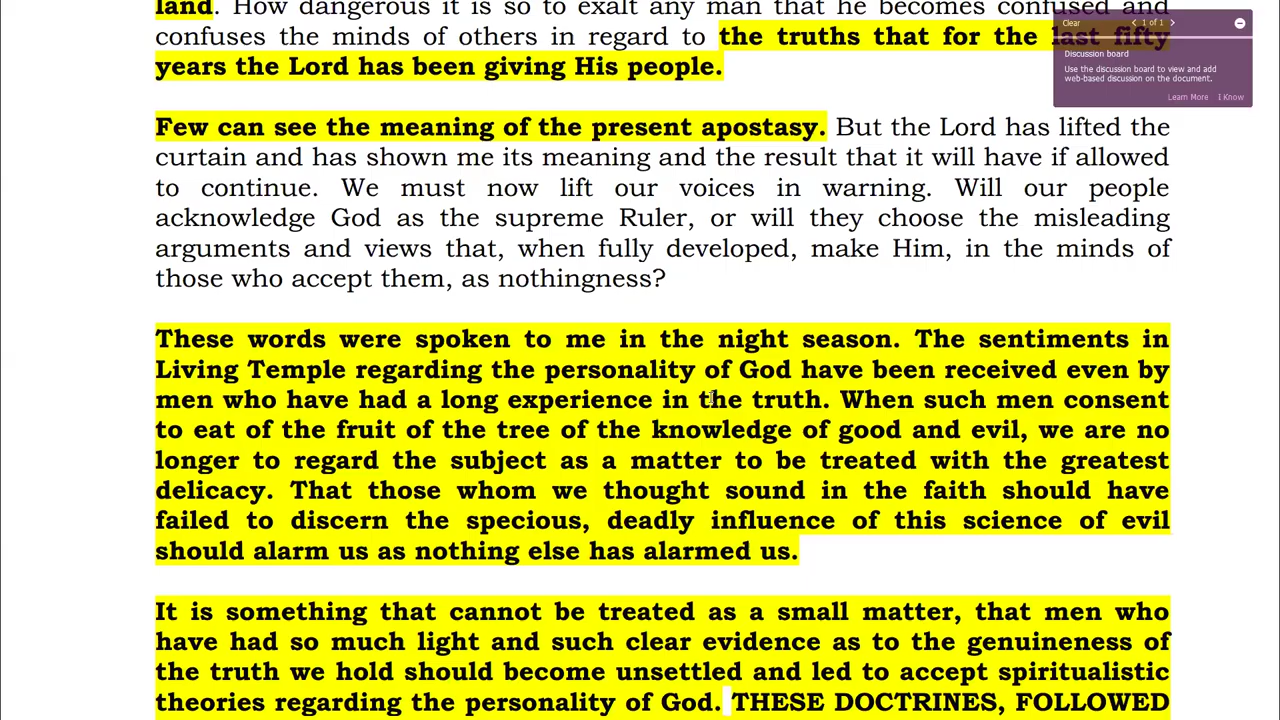 land. How dangerous it is so to exalt any man that he becomes confused and
confuses the minds of others in regard to the truths that for the last fifty
years the Lord has been giving His people.
Clear
1 of 1
Discussion board
Use the discussion board to view and add
web-based discussion on the document.
Learn More I Know
Few can see the meaning of the present apostasy. But the Lord has lifted the
curtain and has shown me its meaning and the result that it will have if allowed
to continue. We must now lift our voices in warning. Will our people
acknowledge God as the supreme Ruler, or will they choose the misleading
arguments and views that, when fully developed, make Him, in the minds of
those who accept them, as nothingness?
These words were spoken to me in the night season. The sentiments in
Living Temple regarding the personality of God have been received even by
men who have had a long experience in the truth. When such men consent
to eat of the fruit of the tree of the knowledge of good and evil, we are no
longer to regard the subject as a matter to be treated with the greatest
delicacy. That those whom we thought sound in the faith should have
failed to discern the specious, deadly influence of this science of evil
should alarm us as nothing else has alarmed us.
It is something that cannot be treated as a small matter, that men who
have had so much light and such clear evidence as to the genuineness of
the truth we hold should become unsettled and led to accept spiritualistic
theories regarding the personality of God. THESE DOCTRINES, FOLLOWED